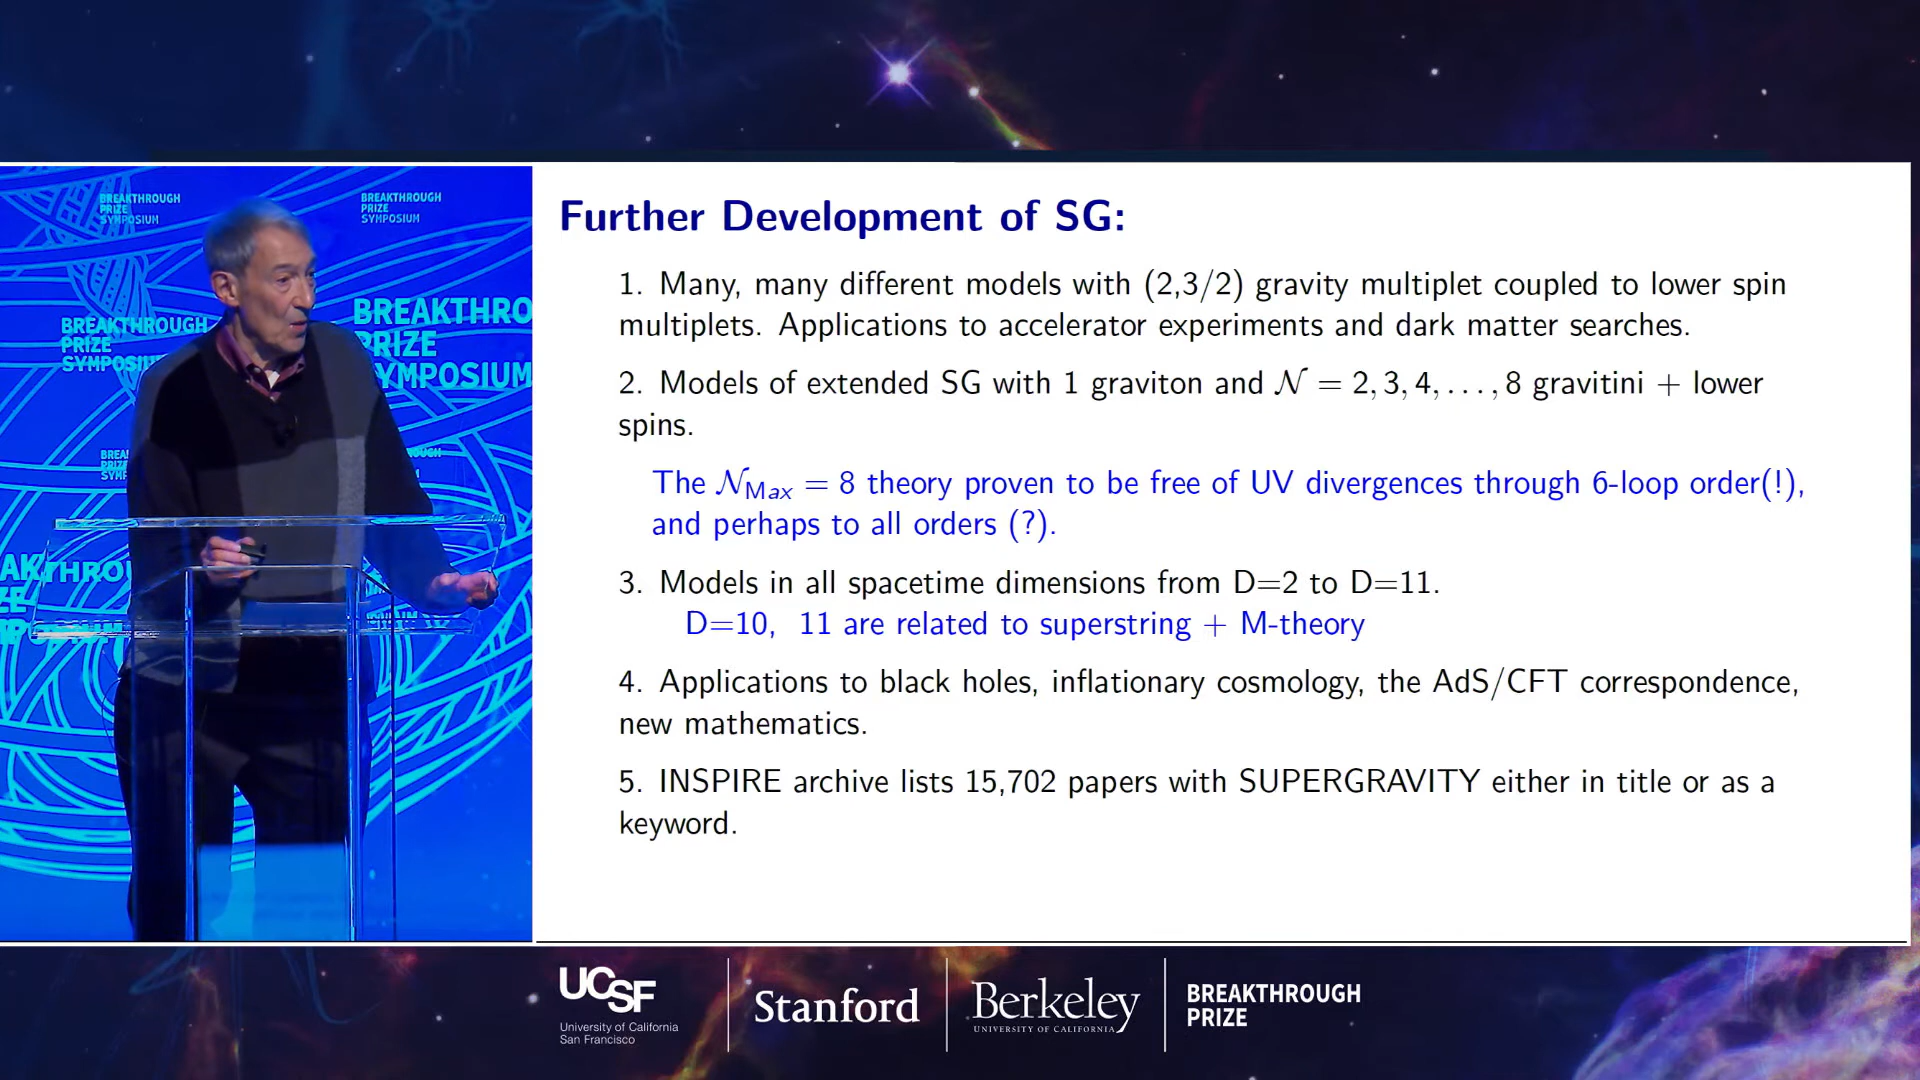 BREAKTHROUGH
PRIZE
SYMPOSIUM
BREAKTHROUGH
PRIZE
SYMPOSIUM
BREAKTHROUGH
PRIZE
SYMPOSIUM
BREAKTHRO
PRIZE
SYMPOSIUM
Further Development of SG:
1. Many, many different models with (2,3/2) gravity multiplet coupled to lower spin
multiplets. Applications to accelerator experiments and dark matter searches.
2. Models of extended SG with 1 graviton and 𝒩 = 2, 3, 4, . . . , 8 gravitini + lower
spins.
The 𝒩Max = 8 theory proven to be free of UV divergences through 6-loop order(!),
and perhaps to all orders (?).
3. Models in all spacetime dimensions from D=2 to D=11.
D=10, 11 are related to superstring + M-theory
4. Applications to black holes, inflationary cosmology, the AdS/CFT correspondence,
new mathematics.
5. INSPIRE archive lists 15,702 papers with SUPERGRAVITY either in title or as a
keyword.
UCSF
University of California
San Francisco
Stanford
Berkeley
UNIVERSITY OF CALIFORNIA
BREAKTHROUGH
PRIZE